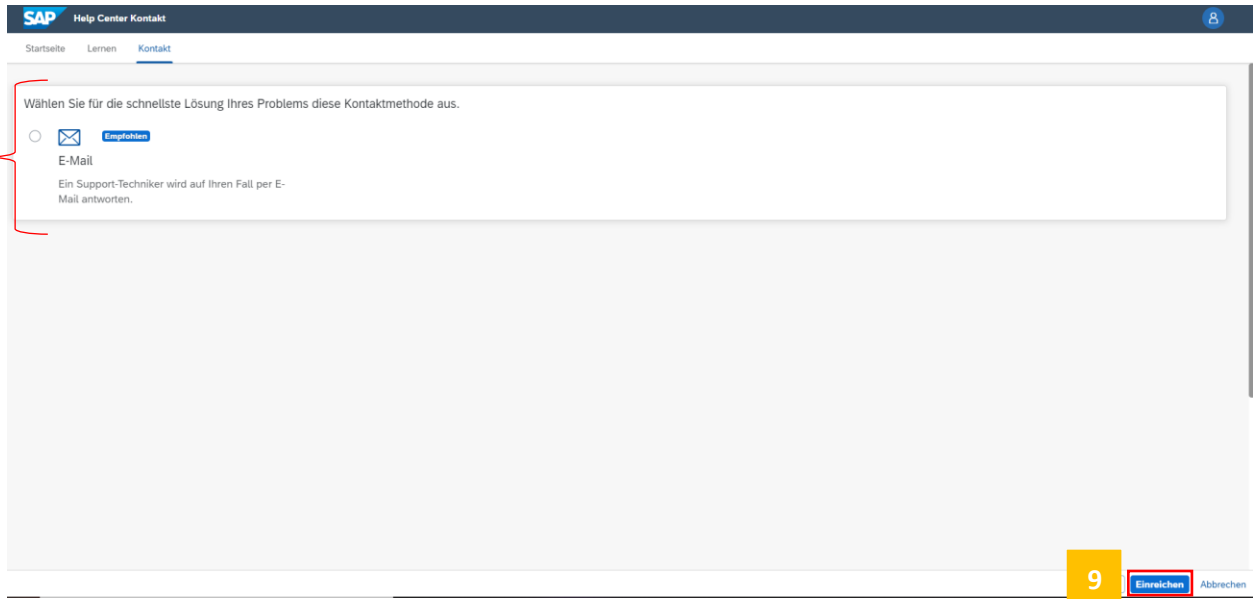 SAP Help Center Kontakt
Startseite Lernen Kontakt
Wählen Sie für die schnellste Lösung Ihres Problems diese Kontaktmethode aus.
Empfohlen
E-Mail
Ein Support-Techniker wird auf Ihren Fall per E-
Mail antworten.
9 Einreichen Abbrechen